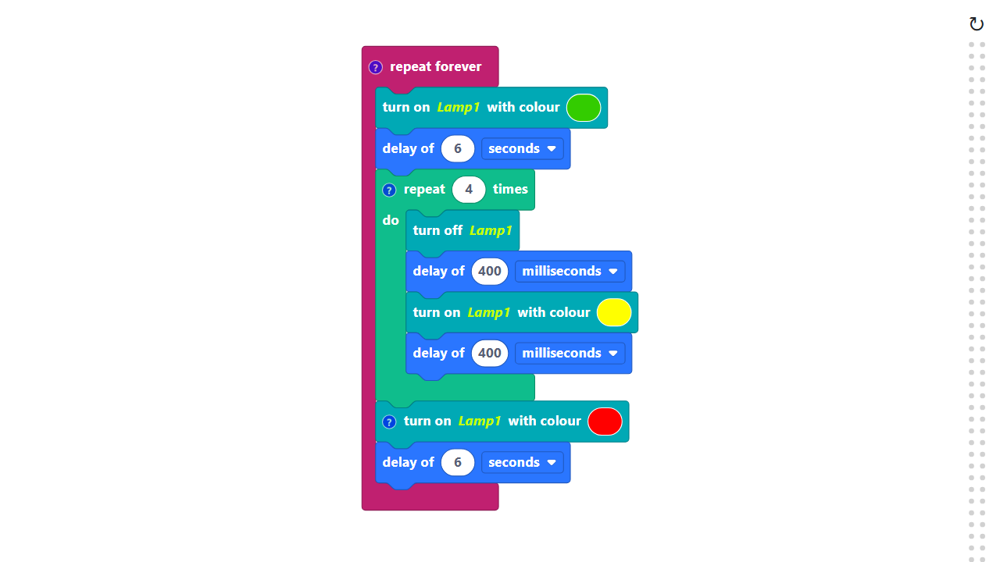 ? repeat forever
turn on Lamp1 with colour
delay of 6 seconds
? repeat 4 times
do
turn off Lamp1
delay of 400 milliseconds
turn on Lamp1 with colour
delay of 400 milliseconds
? turn on Lamp1 with colour
delay of 6 seconds